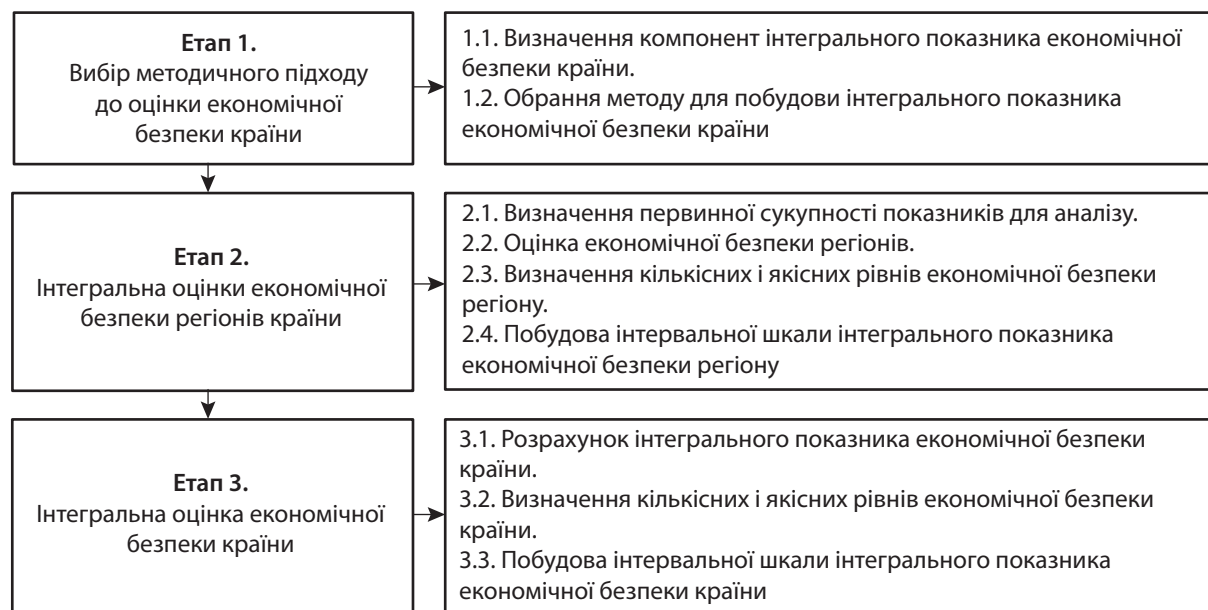 Етап 1.
Вибір методичного підходу
до оцінки економічної
безпеки країни
1.1. Визначення компонент інтегрального показника економічної
безпеки країни.
1.2. Обрання методу для побудови інтегрального показника
економічної безпеки країни
Етап 2.
Інтегральна оцінки економічної
безпеки регіонів країни
2.1. Визначення первинної сукупності показників для аналізу.
2.2. Оцінка економічної безпеки регіонів.
2.3. Визначення кількісних і якісних рівнів економічної безпеки
регіону.
2.4. Побудова інтервальної шкали інтегрального показника
економічної безпеки регіону
Етап 3.
Інтегральна оцінка економічної
безпеки країни
3.1. Розрахунок інтегрального показника економічної безпеки
країни.
3.2. Визначення кількісних і якісних рівнів економічної безпеки
країни.
3.3. Побудова інтервальної шкали інтегрального показника
економічної безпеки країни